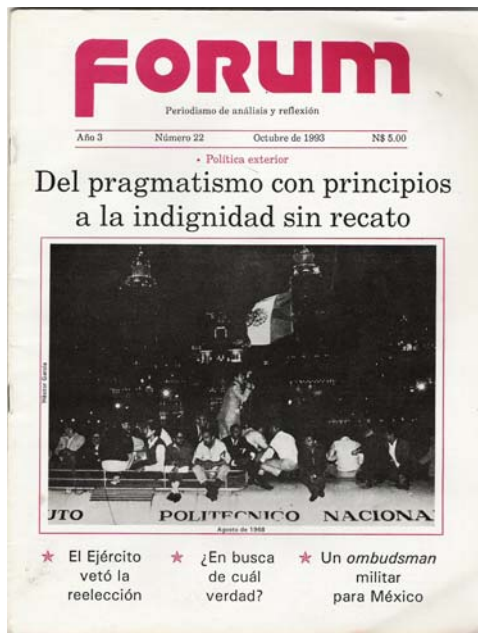 FORUM
Periodismo de análisis y reflexión
Año 3 Número 22 Octubre de 1993 N$ 5.00
• Política exterior
Del pragmatismo con principios
a la indignidad sin recato
Héctor García
UTO POLITECNICO NACIONA
Agosto de 1968
★ El Ejército
vetó la
reelección
★ ¿En busca
de cuál
verdad?
★ Un ombudsman
militar
para México